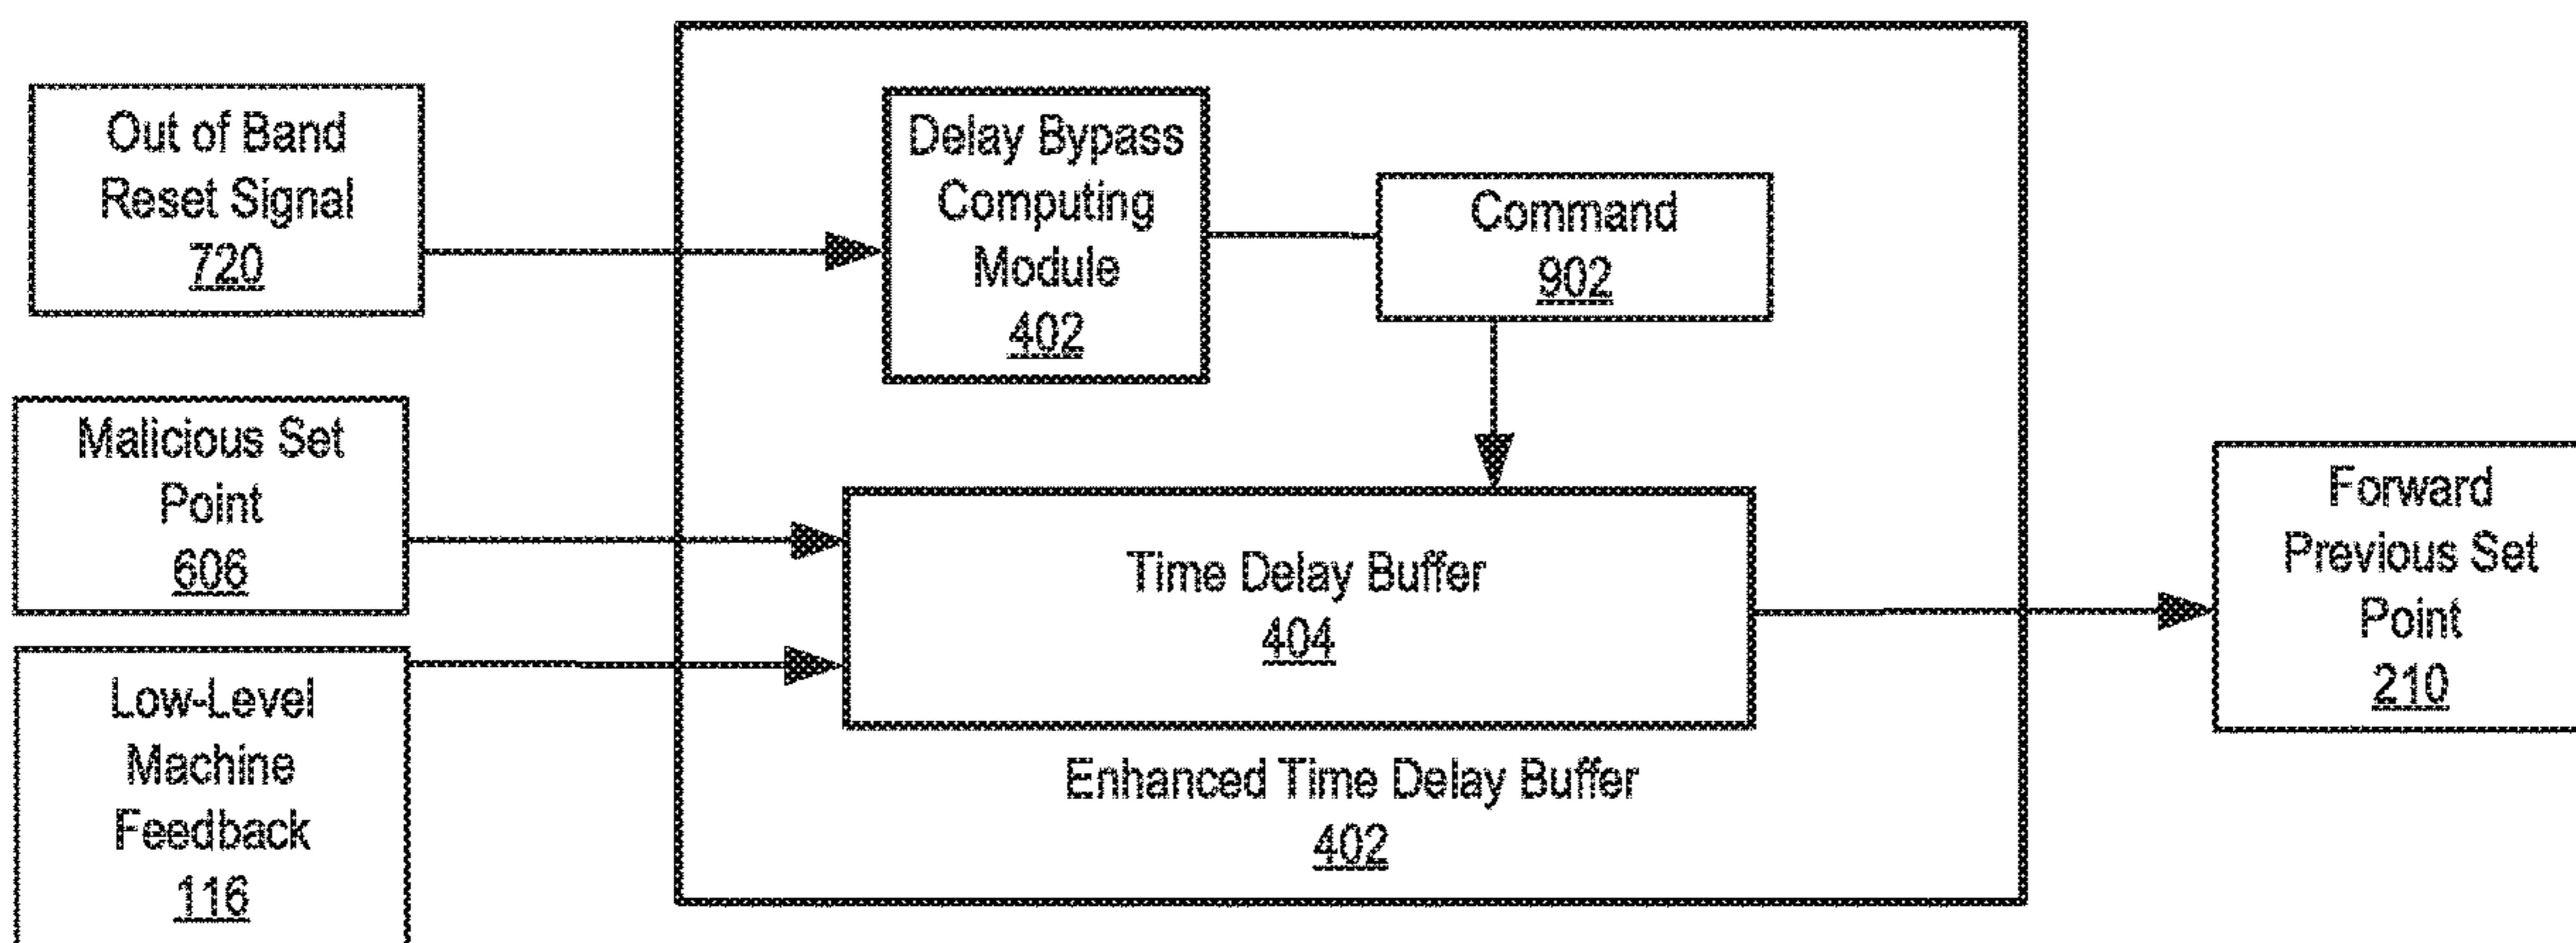 Out of Band
Reset Signal
720
Delay Bypass
Computing
Module
402
Command
902
Malicious Set
Point
606
Low-Level
Machine
Feedback
116
Time Delay Buffer
404
Enhanced Time Delay Buffer
402
Forward
Previous Set
Point
210